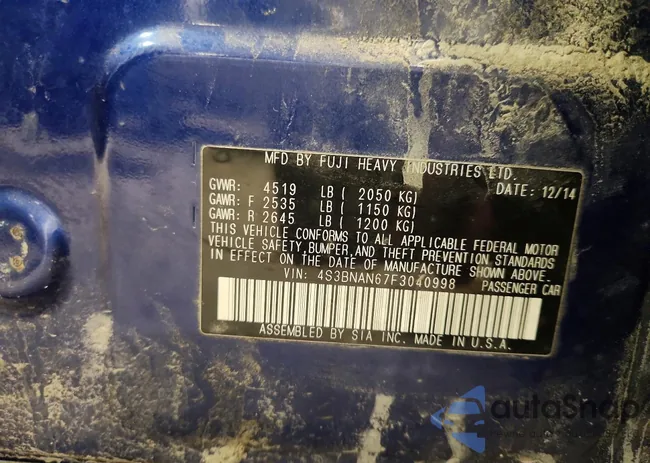 MFD BY FUJI HEAVY INDUSTRIES LTD.
GVWR: 4519 LB ( 2050 KG) DATE: 12/14
GAWR: F 2535 LB ( 1150 KG)
GAWR: R 2645 LB ( 1200 KG)
THIS VEHICLE CONFORMS TO ALL APPLICABLE FEDERAL MOTOR
VEHICLE SAFETY, BUMPER, AND THEFT PREVENTION STANDARDS
IN EFFECT ON THE DATE OF MANUFACTURE SHOWN ABOVE.
VIN: 4S3BNAN67F3040998 PASSENGER CAR
ASSEMBLED BY SIA INC. MADE IN U.S.A.
autoSnap